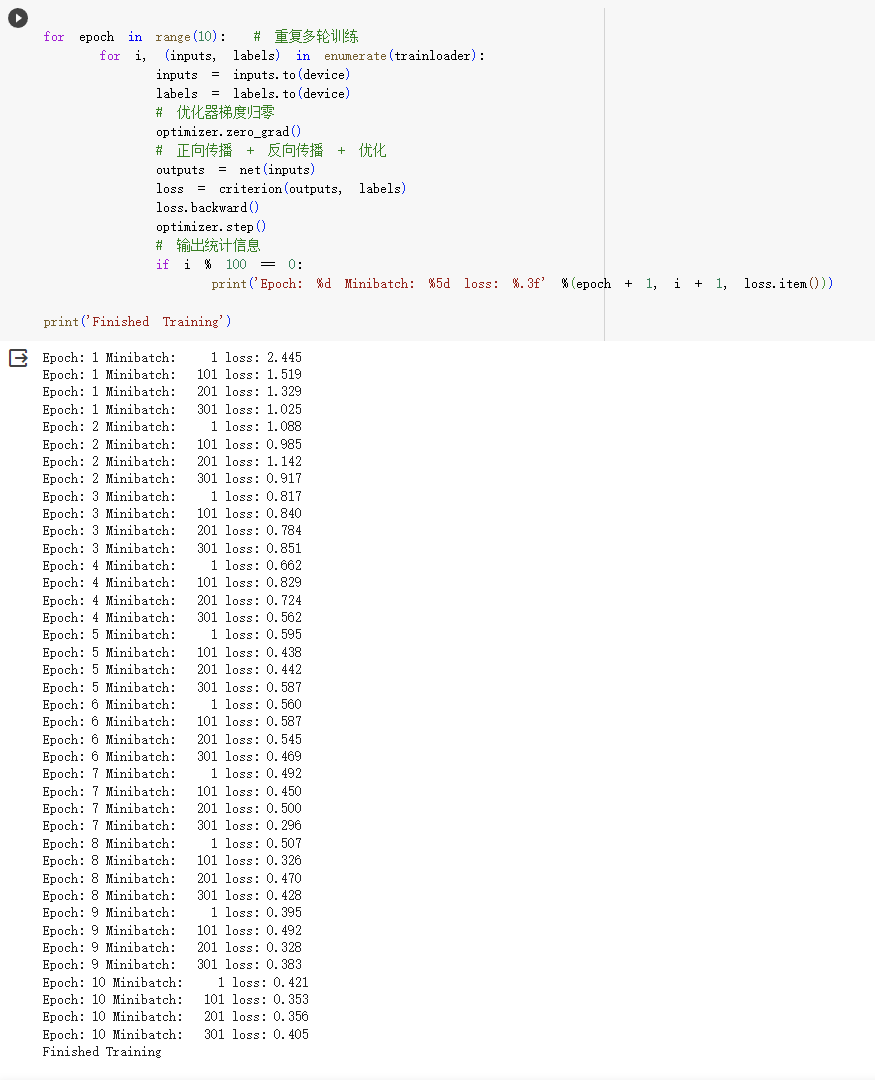 for epoch in range(10): # 重复多轮训练
for i, (inputs, labels) in enumerate(trainloader):
inputs = inputs.to(device)
labels = labels.to(device)
# 优化器梯度归零
optimizer.zero_grad()
# 正向传播 + 反向传播 + 优化
outputs = net(inputs)
loss = criterion(outputs, labels)
loss.backward()
optimizer.step()
# 输出统计信息
if i % 100 == 0:
print('Epoch: %d Minibatch: %5d loss: %.3f' %(epoch + 1, i + 1, loss.item()))
print('Finished Training')
Epoch: 1 Minibatch: 1 loss: 2.445
Epoch: 1 Minibatch: 101 loss: 1.519
Epoch: 1 Minibatch: 201 loss: 1.329
Epoch: 1 Minibatch: 301 loss: 1.025
Epoch: 2 Minibatch: 1 loss: 1.088
Epoch: 2 Minibatch: 101 loss: 0.985
Epoch: 2 Minibatch: 201 loss: 1.142
Epoch: 2 Minibatch: 301 loss: 0.917
Epoch: 3 Minibatch: 1 loss: 0.817
Epoch: 3 Minibatch: 101 loss: 0.840
Epoch: 3 Minibatch: 201 loss: 0.784
Epoch: 3 Minibatch: 301 loss: 0.851
Epoch: 4 Minibatch: 1 loss: 0.662
Epoch: 4 Minibatch: 101 loss: 0.829
Epoch: 4 Minibatch: 201 loss: 0.724
Epoch: 4 Minibatch: 301 loss: 0.562
Epoch: 5 Minibatch: 1 loss: 0.595
Epoch: 5 Minibatch: 101 loss: 0.438
Epoch: 5 Minibatch: 201 loss: 0.442
Epoch: 5 Minibatch: 301 loss: 0.587
Epoch: 6 Minibatch: 1 loss: 0.560
Epoch: 6 Minibatch: 101 loss: 0.587
Epoch: 6 Minibatch: 201 loss: 0.545
Epoch: 6 Minibatch: 301 loss: 0.469
Epoch: 7 Minibatch: 1 loss: 0.492
Epoch: 7 Minibatch: 101 loss: 0.450
Epoch: 7 Minibatch: 201 loss: 0.500
Epoch: 7 Minibatch: 301 loss: 0.296
Epoch: 8 Minibatch: 1 loss: 0.507
Epoch: 8 Minibatch: 101 loss: 0.326
Epoch: 8 Minibatch: 201 loss: 0.470
Epoch: 8 Minibatch: 301 loss: 0.428
Epoch: 9 Minibatch: 1 loss: 0.395
Epoch: 9 Minibatch: 101 loss: 0.492
Epoch: 9 Minibatch: 201 loss: 0.328
Epoch: 9 Minibatch: 301 loss: 0.383
Epoch: 10 Minibatch: 1 loss: 0.421
Epoch: 10 Minibatch: 101 loss: 0.353
Epoch: 10 Minibatch: 201 loss: 0.356
Epoch: 10 Minibatch: 301 loss: 0.405
Finished Training